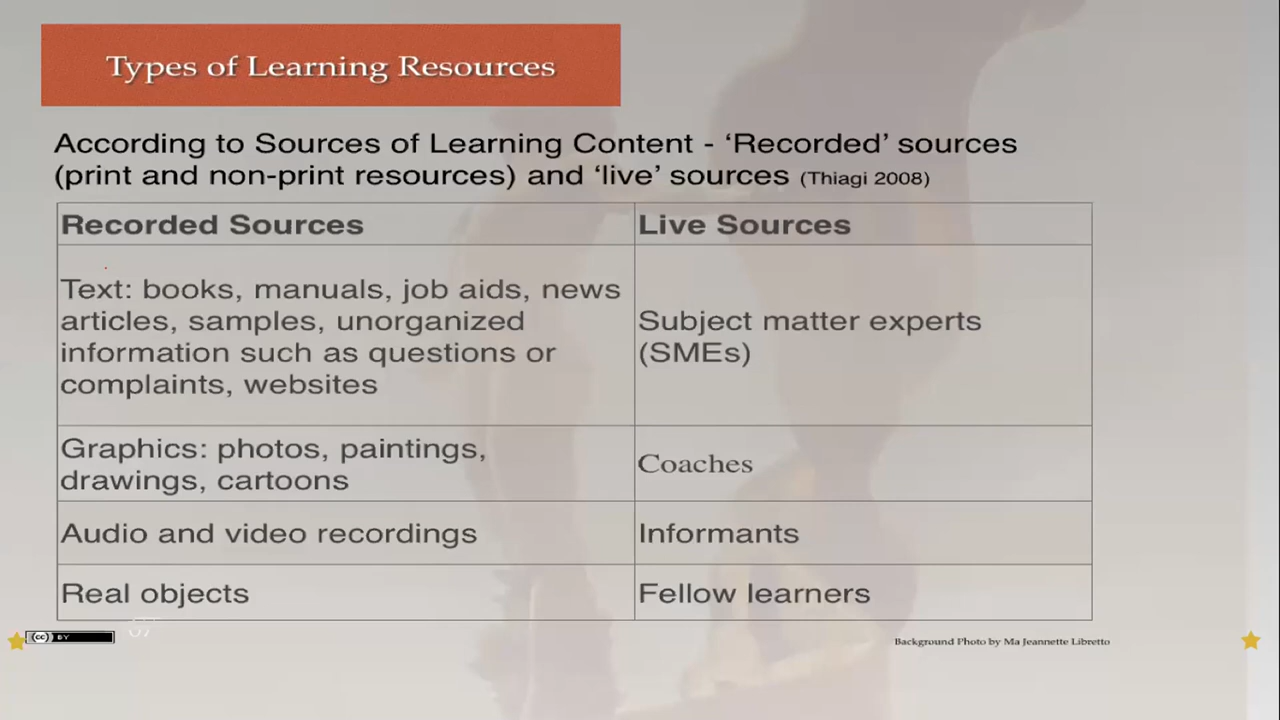 Types of Learning Resources
According to Sources of Learning Content - ‘Recorded’ sources
(print and non-print resources) and ‘live’ sources (Thiagi 2008)
Recorded Sources
Live Sources
Text: books, manuals, job aids, news
articles, samples, unorganized
information such as questions or
complaints, websites
Subject matter experts
(SMEs)
Graphics: photos, paintings,
drawings, cartoons
Coaches
Audio and video recordings
Informants
Real objects
Fellow learners
cc BY
Background Photo by Ma Jeannette Libretto